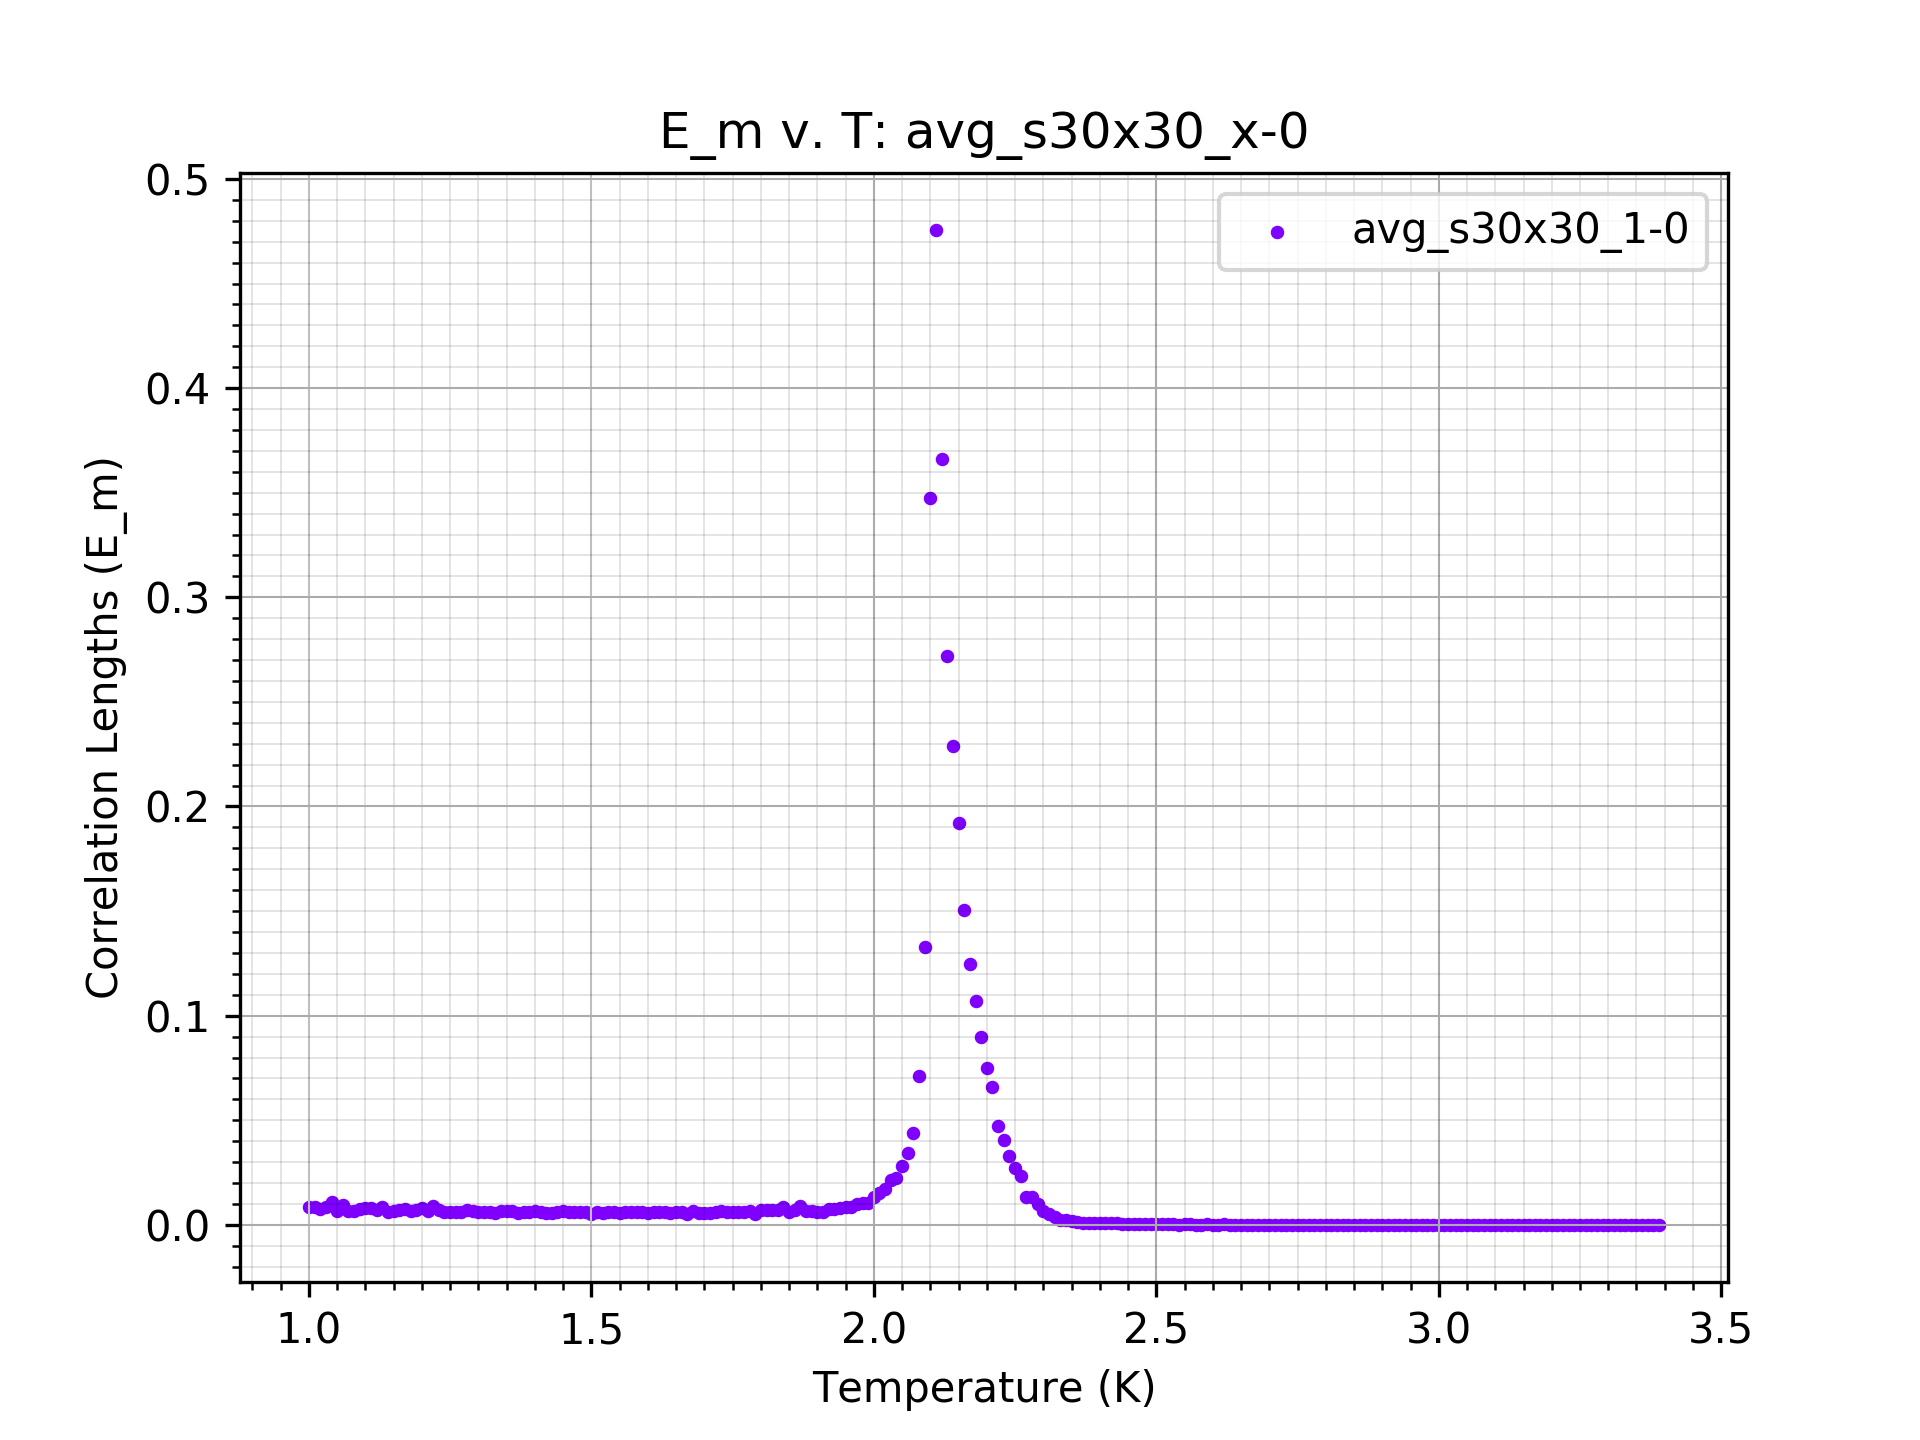 E_m v. T: avg_s30x30_x-0
avg_s30x30_1-0
Correlation Lengths (E_m)
0.5
0.4
0.3
0.2
0.1
0.0
1.0 1.5 2.0 2.5 3.0 3.5
Temperature (K)